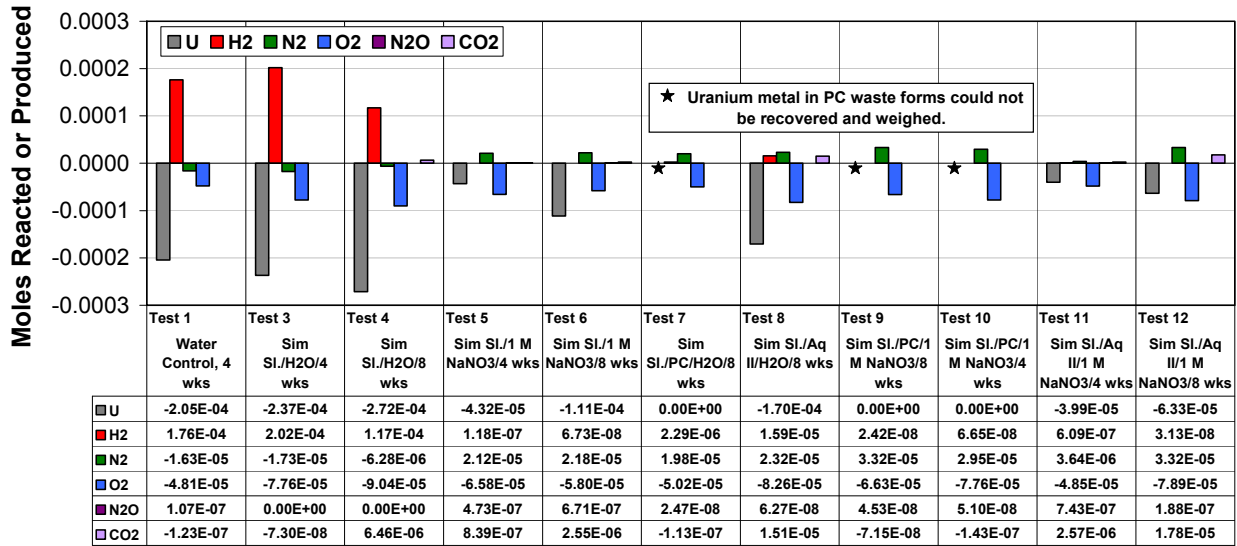 Moles Reacted or Produced
0.0003
0.0002
0.0001
0.0000
-0.0001
-0.0002
-0.0003
U H2 N2 O2 N2O CO2
★ Uranium metal in PC waste forms could not
be recovered and weighed.
Test 1 Test 3 Test 4 Test 5 Test 6 Test 7 Test 8 Test 9 Test 10 Test 11 Test 12
Water Sim Sim Sim Sl./1 M Sim Sl./1 M Sim Sim Sl./Aq Sim Sl./PC/1 Sim Sl./PC/1 Sim Sl./Aq Sim Sl./Aq
Control, 4 Sl./H2O/4 Sl./H2O/8 NaNO3/4 wks NaNO3/8 wks Sl./PC/H2O/8 II/H2O/8 wks M NaNO3/8 M NaNO3/4 II/1 M II/1 M
wks wks wks wks wks wks NaNO3/4 wks NaNO3/8 wks
U -2.05E-04 -2.37E-04 -2.72E-04 -4.32E-05 -1.11E-04 0.00E+00 -1.70E-04 0.00E+00 0.00E+00 -3.99E-05 -6.33E-05
H2 1.76E-04 2.02E-04 1.17E-04 1.18E-07 6.73E-08 2.29E-06 1.59E-05 2.42E-08 6.65E-08 6.09E-07 3.13E-08
N2 -1.63E-05 -1.73E-05 -6.28E-06 2.12E-05 2.18E-05 1.98E-05 2.32E-05 3.32E-05 2.95E-05 3.64E-06 3.32E-05
O2 -4.81E-05 -7.76E-05 -9.04E-05 -6.58E-05 -5.80E-05 -5.02E-05 -8.26E-05 -6.63E-05 -7.76E-05 -4.85E-05 -7.89E-05
N2O 1.07E-07 0.00E+00 0.00E+00 4.73E-07 6.71E-07 2.47E-08 6.27E-08 4.53E-08 5.10E-08 7.43E-07 1.88E-07
CO2 -1.23E-07 -7.30E-08 6.46E-06 8.39E-07 2.55E-06 -1.13E-07 1.51E-05 -7.15E-08 -1.43E-07 2.57E-06 1.78E-05